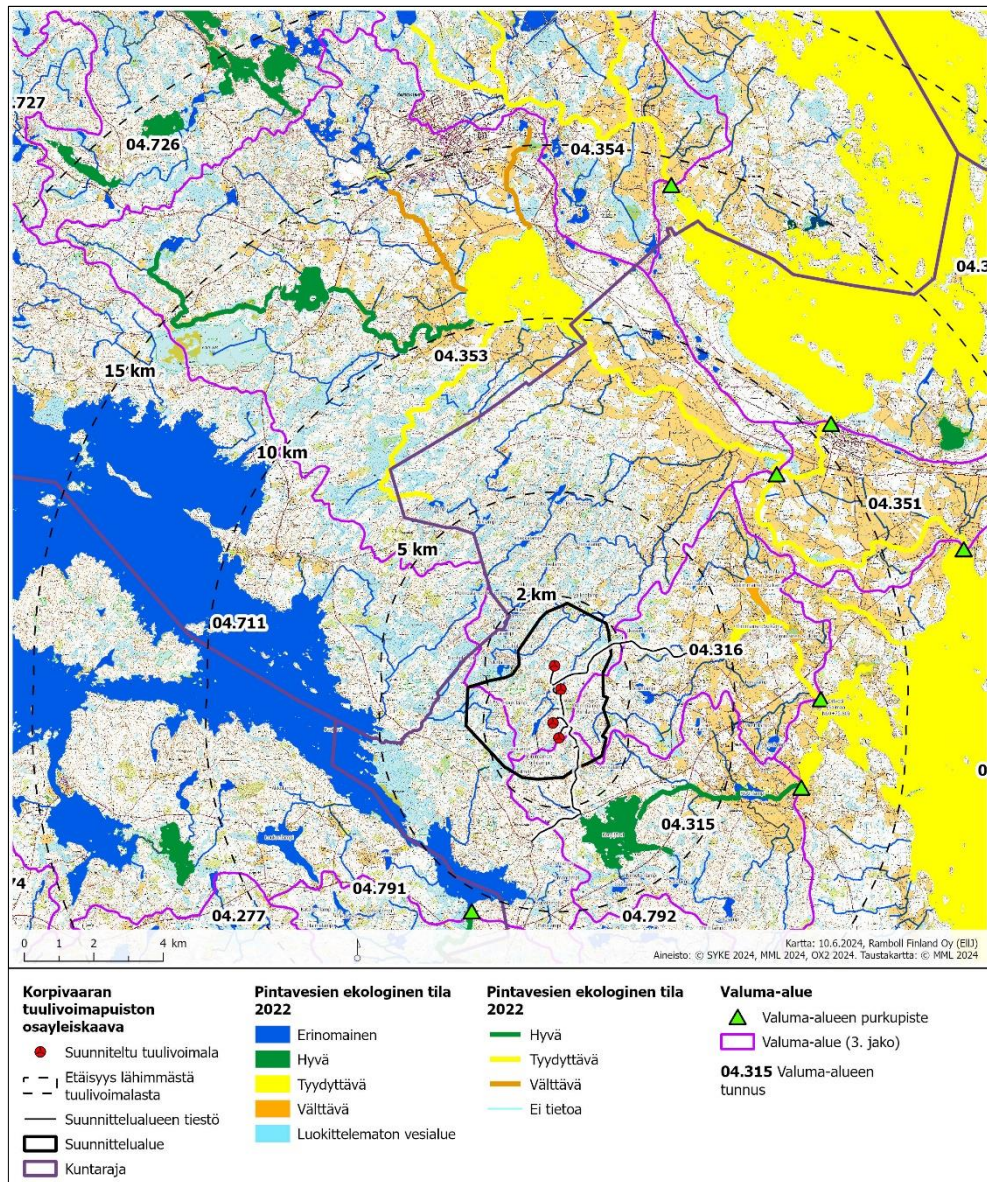 .727
04.726
04.354
04.3
04.353
15 km
10 km
04.351
5 km
2 km
04.711
04.316
0
04.315
74
04.791
04.277
04.792
0 1 2 4 km
Kartta: 10.6.2024, Ramboll Finland Oy (EllJ)
Aineisto: © SYKE 2024, MML 2024, OX2 2024. Taustakartta: © MML 2024
Korpivaaran
tuulivoimapuiston
osayleiskaava
Suunniteltu tuulivoimala
Etäisyys lähimmästä
tuulivoimalasta
Suunnittelualueen tiestö
Suunnittelualue
Kuntaraja
Pintavesien ekologinen tila
2022
Erinomainen
Hyvä
Tyydyttävä
Välttävä
Luokittelematon vesialue
Pintavesien ekologinen tila
2022
Hyvä
Tyydyttävä
Välttävä
Ei tietoa
Valuma-alue
Valuma-alueen purkupiste
Valuma-alue (3. jako)
04.315 Valuma-alueen
tunnus